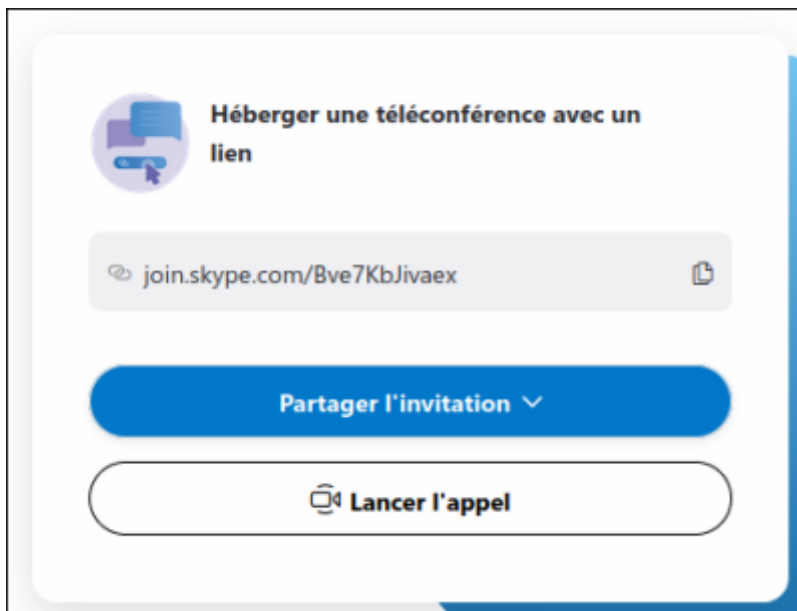 Héberger une téléconférence avec un
lien
join.skype.com/Bve7KbJivaex
Partager l'invitation
Lancer l'appel